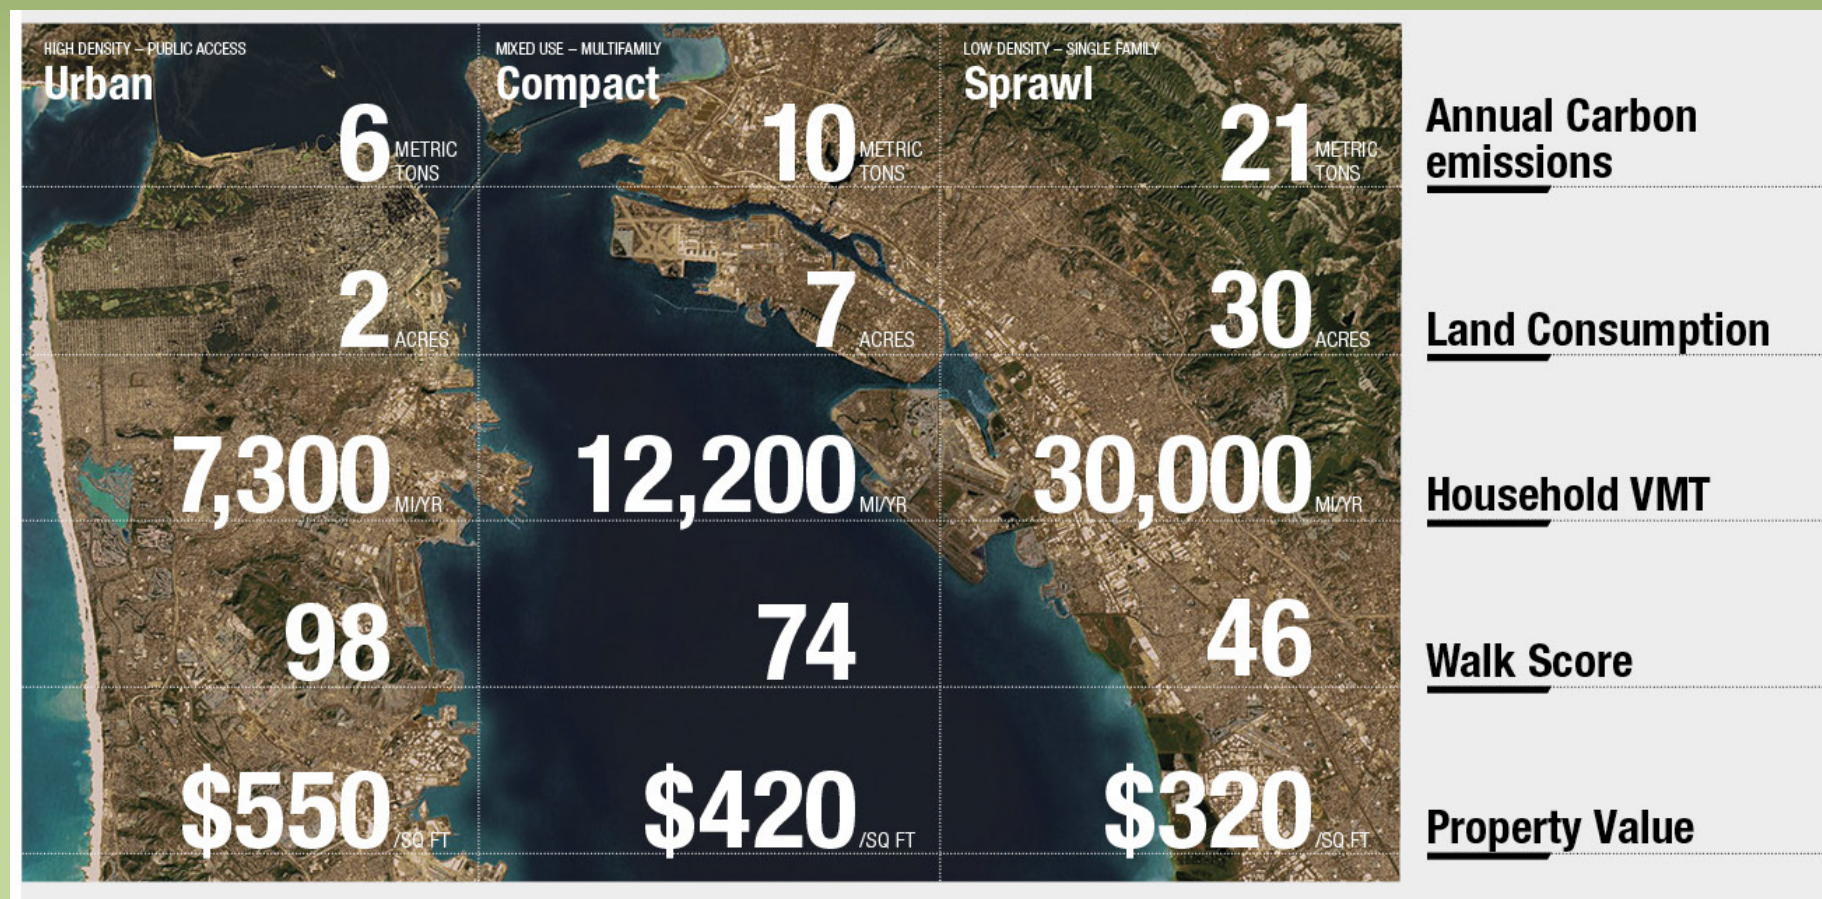 HIGH DENSITY – PUBLIC ACCESS
Urban
MIXED USE – MULTIFAMILY
Compact
LOW DENSITY – SINGLE FAMILY
Sprawl
6 METRIC TONS
10 METRIC TONS
21 METRIC TONS
Annual Carbon
emissions
2 ACRES
7 ACRES
30 ACRES
Land Consumption
7,300 MI/YR
12,200 MI/YR
30,000 MI/YR
Household VMT
98
74
46
Walk Score
$550 /SQ FT
$420 /SQ FT
$320 /SQ FT
Property Value